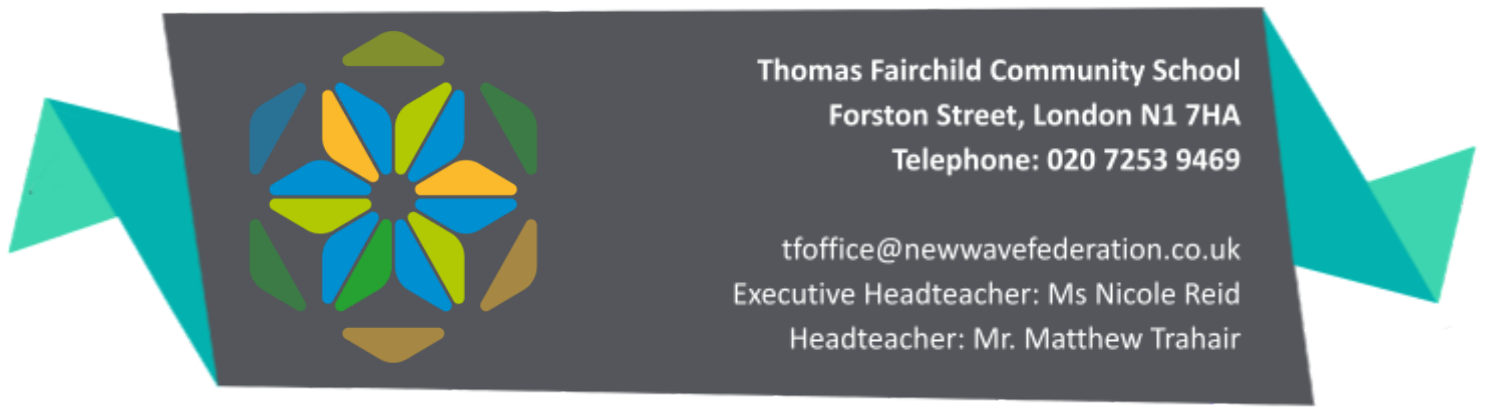 Thomas Fairchild Community School
Forston Street, London N1 7HA
Telephone: 020 7253 9469
tfoffice@newwavefederation.co.uk
Executive Headteacher: Ms Nicole Reid
Headteacher: Mr. Matthew Trahair